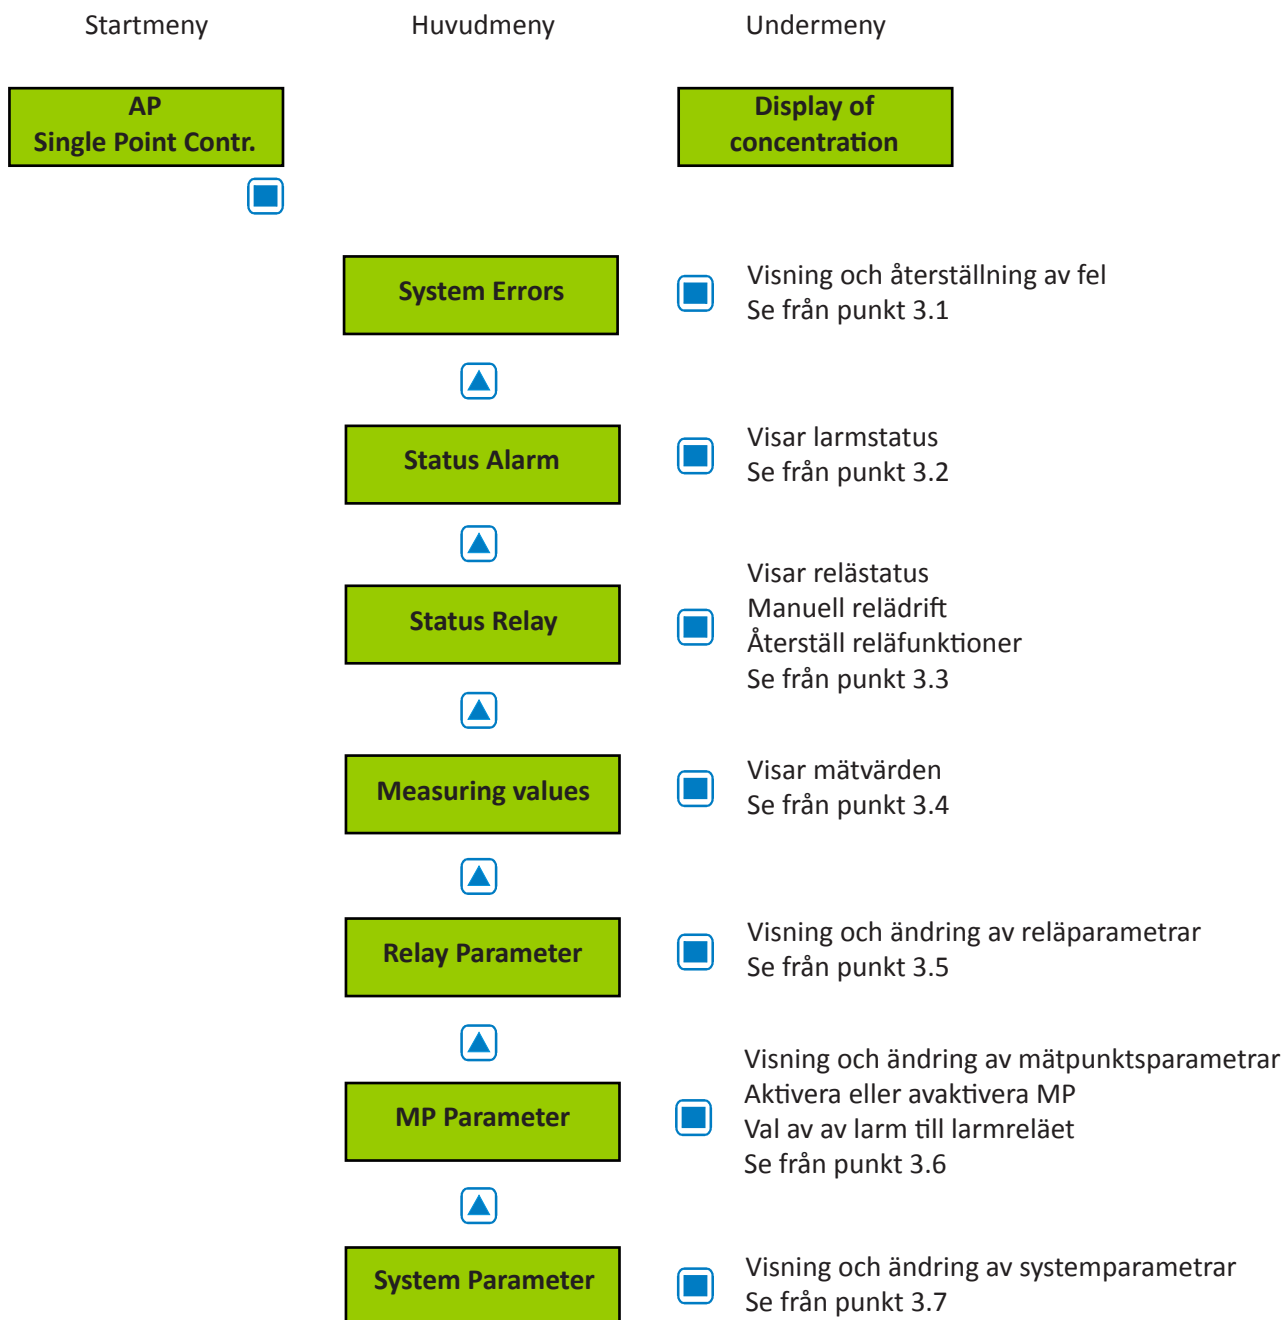 Startmeny
Huvudmeny
Undermeny
AP
Single Point Contr.
Display of
concentration
System Errors
Visning och återställning av fel
Se från punkt 3.1
Status Alarm
Visar larmstatus
Se från punkt 3.2
Status Relay
Visar relästatus
Manuell relädrift
Återställ reläfunktioner
Se från punkt 3.3
Measuring values
Visar mätvärden
Se från punkt 3.4
Relay Parameter
Visning och ändring av reläparametrar
Se från punkt 3.5
MP Parameter
Visning och ändring av mätpunktsparametrar
Aktivera eller avaktivera MP
Val av av larm till larmreläet
Se från punkt 3.6
System Parameter
Visning och ändring av systemparametrar
Se från punkt 3.7